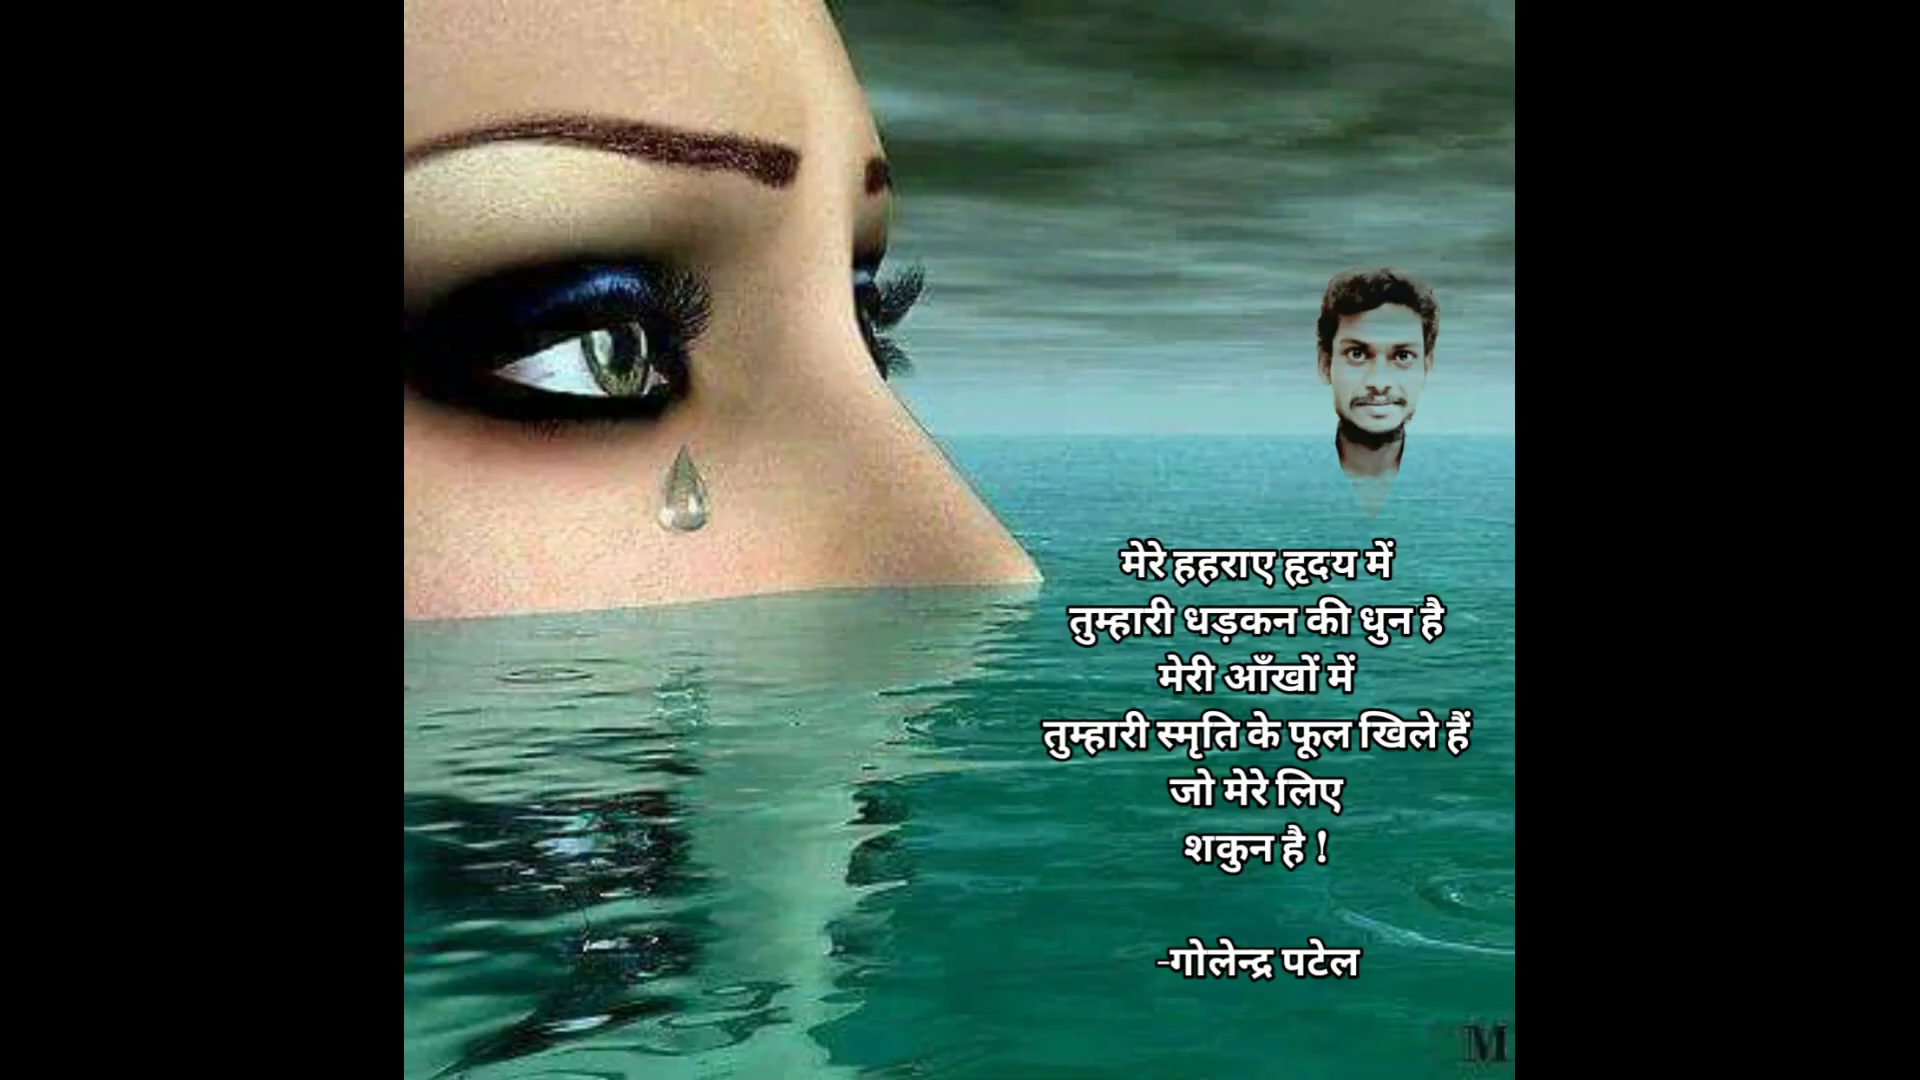 मेरे हहराए हृदय में
तुम्हारी धड़कन की धुन है
मेरी आँखों में
तुम्हारी स्मृति के फूल खिले हैं
जो मेरे लिए
शकुन है !
-गोलेन्द्र पटेल
M